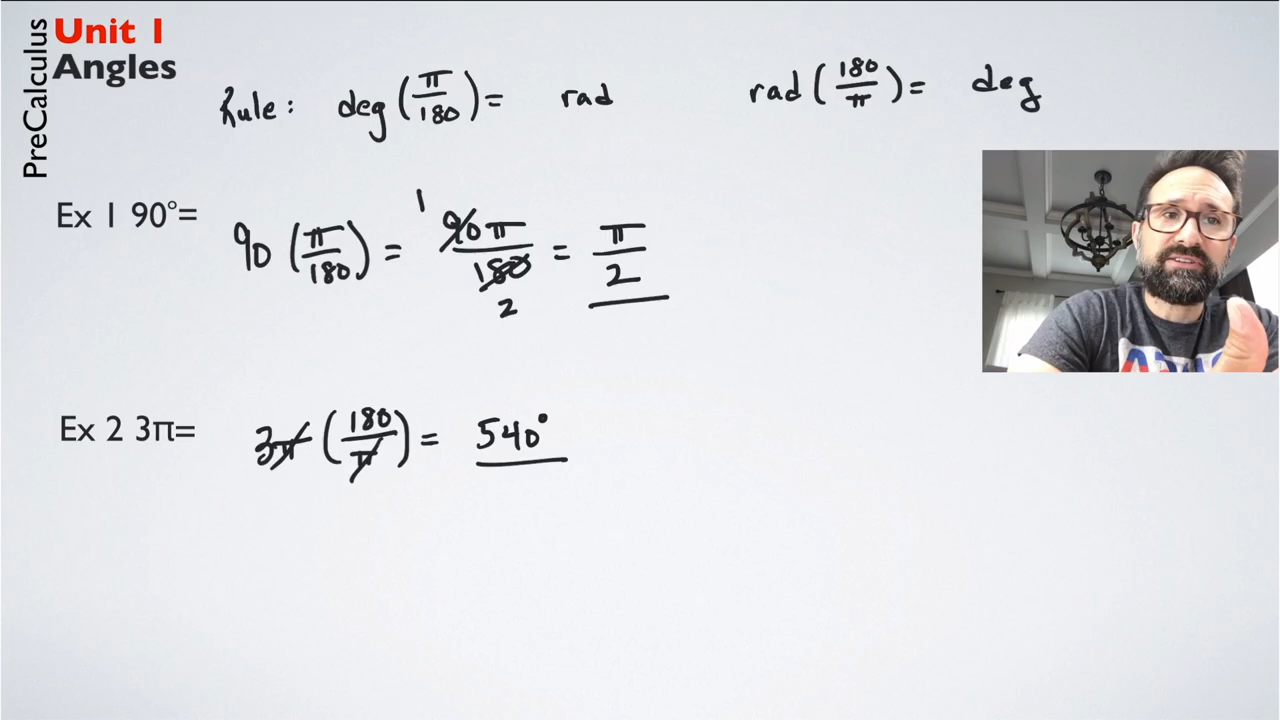 PreCalculus
Unit 1
Angles
Rule: deg (π/180) = rad rad (180/π) = deg
Ex 1 90°= 90 (π/180) = 1 90π/180 2 = π/2
Ex 2 3π= 3π (180/π) = 540°